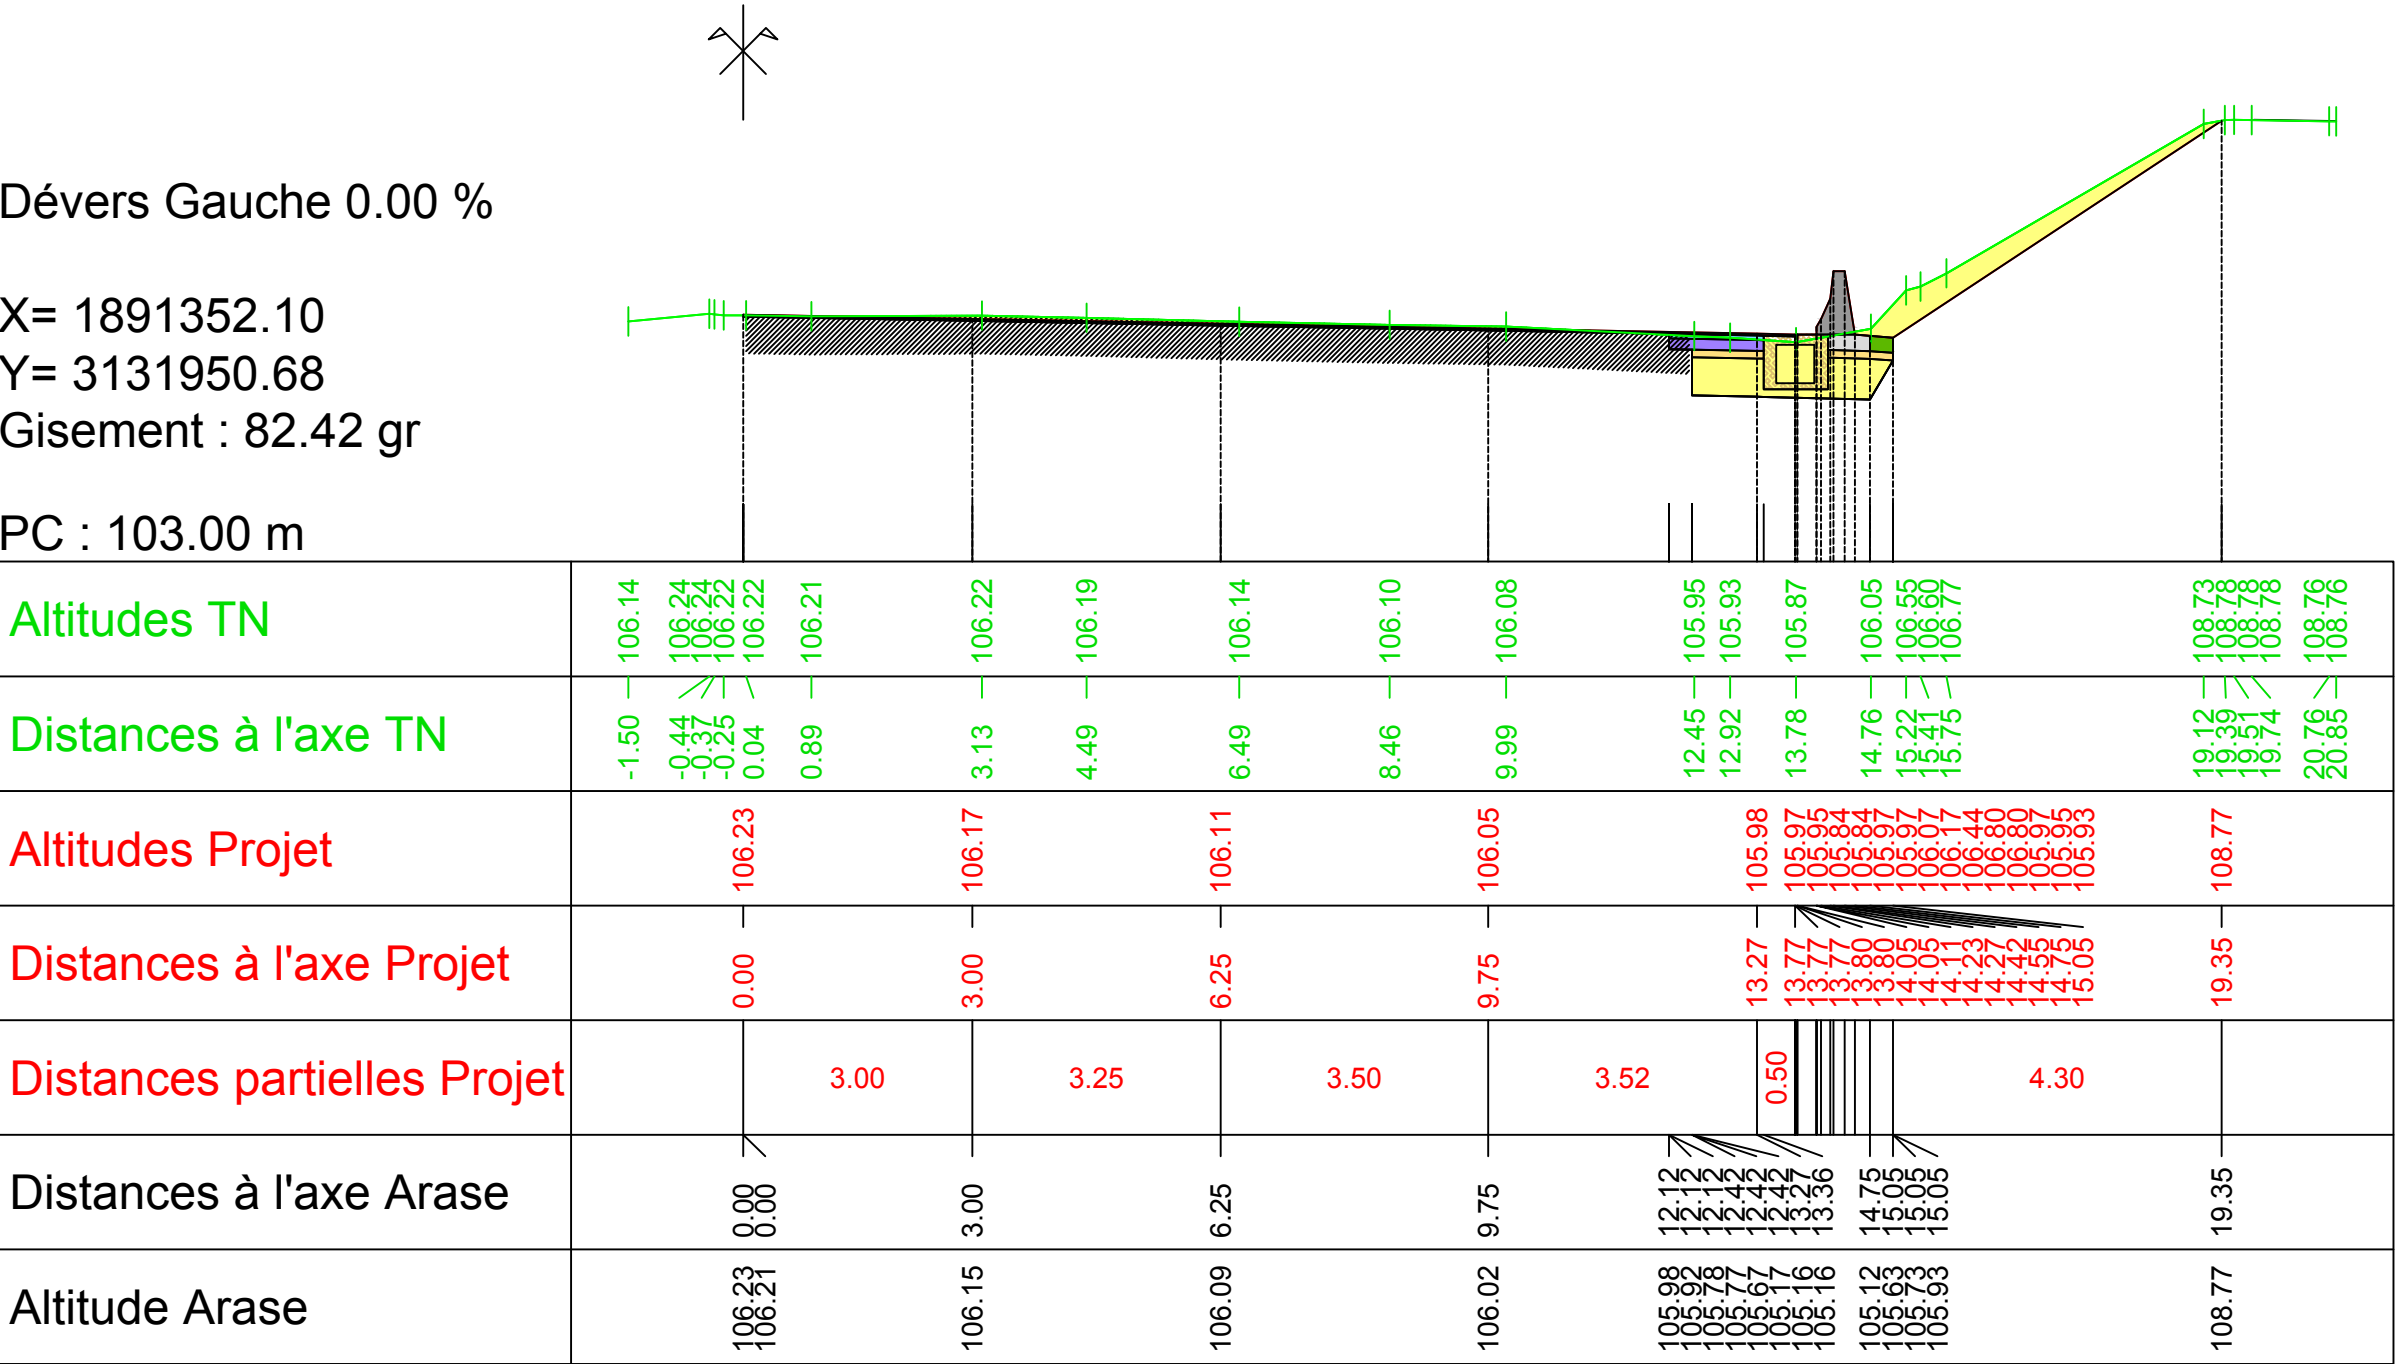 Dévers Gauche 0.00 %
X= 1891352.10
Y= 3131950.68
Gisement : 82.42 gr
PC : 103.00 m
Altitudes TN 106.14 106.24 106.24 106.22 106.22 106.21 106.22 106.19 106.14 106.10 106.08 105.95 105.93 105.87 106.05 106.55 106.60 106.77 108.73 108.78 108.78 108.78 108.76 108.76
Distances à l'axe TN -1.50 -0.44 -0.37 -0.25 0.04 0.89 3.13 4.49 6.49 8.46 9.99 12.45 12.92 13.78 14.76 15.22 15.41 15.75 19.12 19.39 19.51 19.74 20.76 20.85
Altitudes Projet 106.23 106.17 106.11 106.05 105.98 105.97 105.95 105.84 105.84 105.97 105.97 106.07 106.17 106.44 106.80 106.80 105.97 105.95 105.93 108.77
Distances à l'axe Projet 0.00 3.00 6.25 9.75 13.27 13.77 13.77 13.77 13.80 13.80 14.05 14.05 14.11 14.23 14.27 14.42 14.55 14.75 15.05 19.35
Distances partielles Projet 3.00 3.25 3.50 3.52 0.50 4.30
Distances à l'axe Arase 0.00 0.00 3.00 6.25 9.75 12.12 12.12 12.12 12.42 12.42 12.42 13.27 13.36 14.75 15.05 15.05 15.05 19.35
Altitude Arase 106.23 106.21 106.15 106.09 106.02 105.98 105.92 105.78 105.77 105.67 105.17 105.16 105.16 105.12 105.63 105.73 105.93 108.77